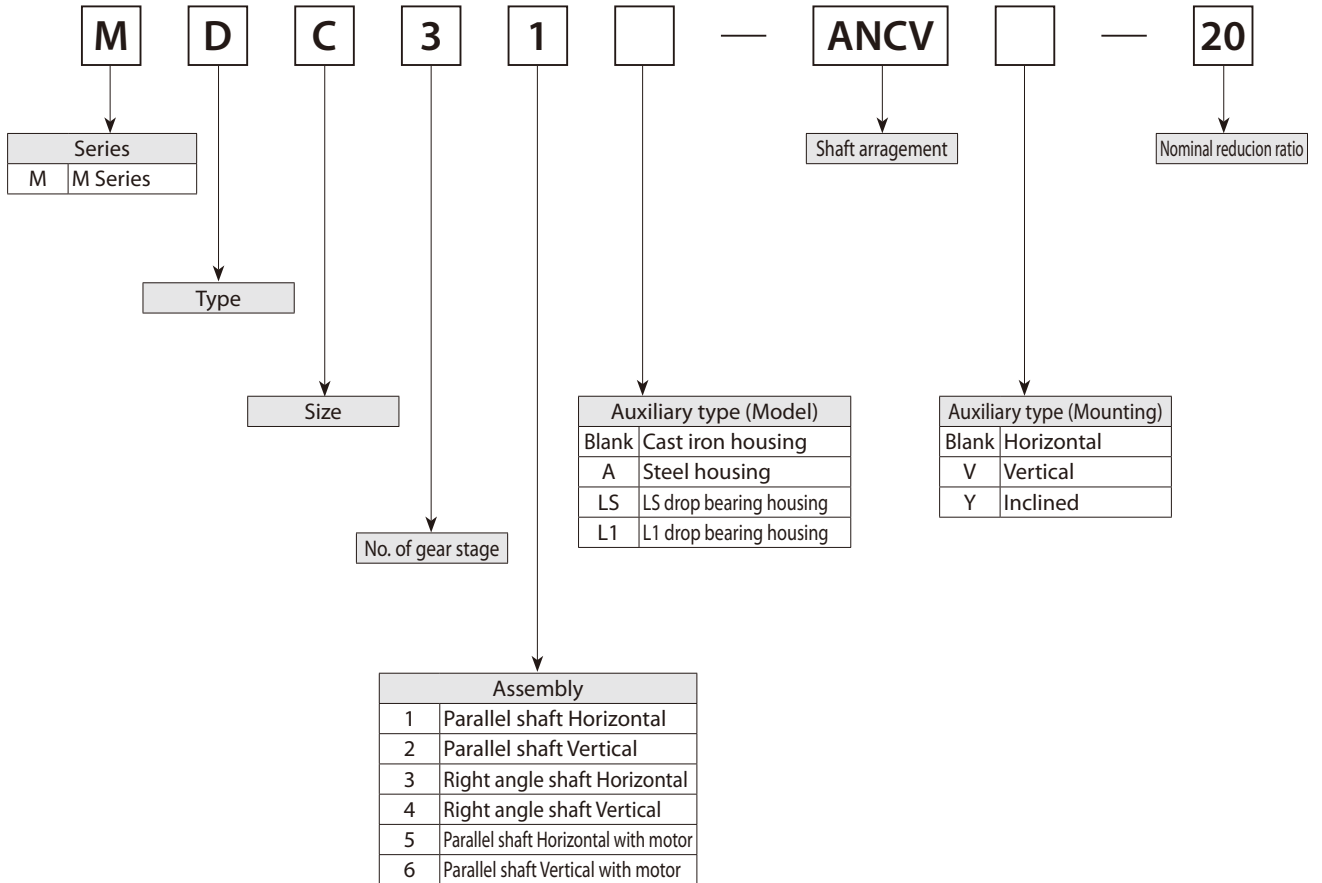 M D C 3 1 — ANCV — 20
Series
M M Series
Shaft arragement
Nominal reducion ratio
Type
Size
Auxiliary type (Model)
Blank Cast iron housing
A Steel housing
LS LS drop bearing housing
L1 L1 drop bearing housing
Auxiliary type (Mounting)
Blank Horizontal
V Vertical
Y Inclined
No. of gear stage
Assembly
1 Parallel shaft Horizontal
2 Parallel shaft Vertical
3 Right angle shaft Horizontal
4 Right angle shaft Vertical
5 Parallel shaft Horizontal with motor
6 Parallel shaft Vertical with motor